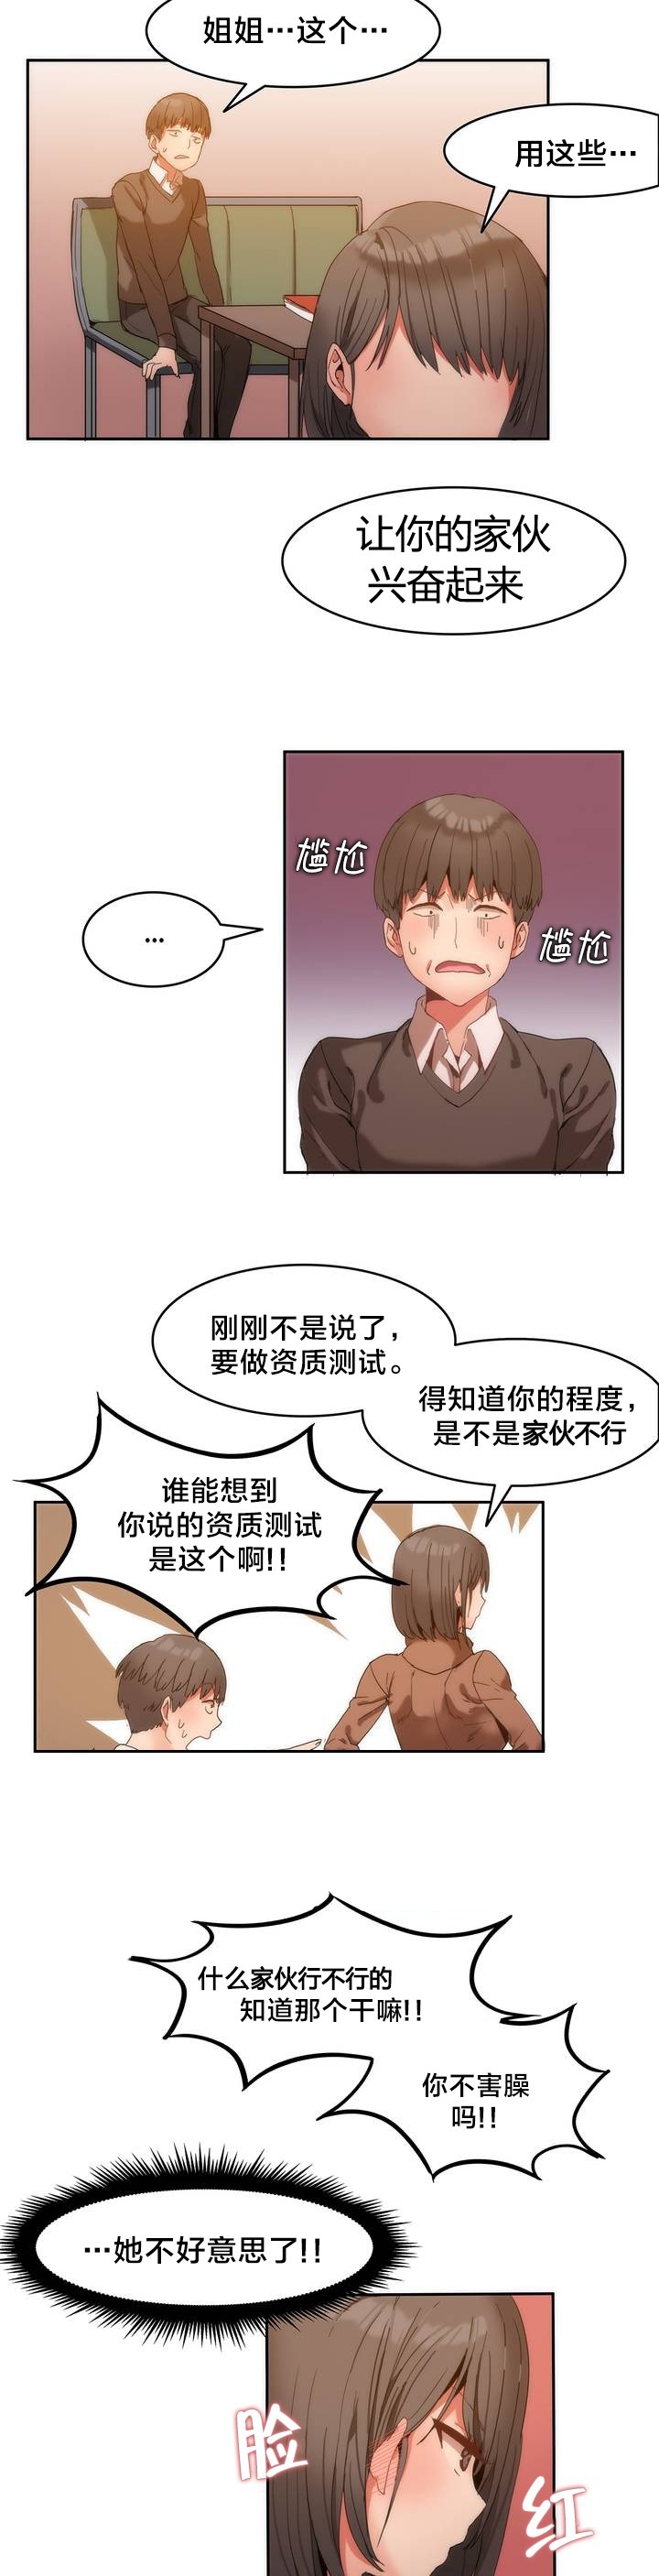 姐姐…这个…
用这些…
让你的家伙
兴奋起来
尴尬
…
尴尬
刚刚不是说了，
要做资质测试。
得知道你的程度，
是不是家伙不行
谁能想到
你说的资质测试
是这个啊!!
什么家伙行不行的
知道那个干嘛!!
你不害臊
吗!!
…她不好意思了!!
脸
红